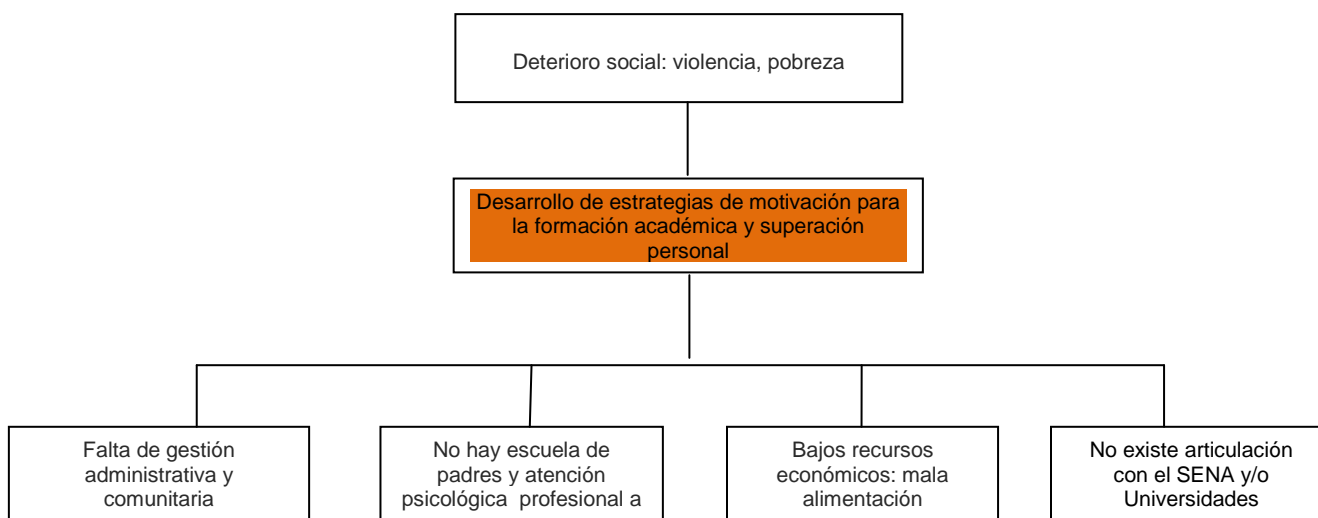 Deterioro social: violencia, pobreza
Desarrollo de estrategias de motivación para
la formación académica y superación
personal
Falta de gestión
administrativa y
comunitaria
No hay escuela de
padres y atención
psicológica profesional a
Bajos recursos
económicos: mala
alimentación
No existe articulación
con el SENA y/o
Universidades